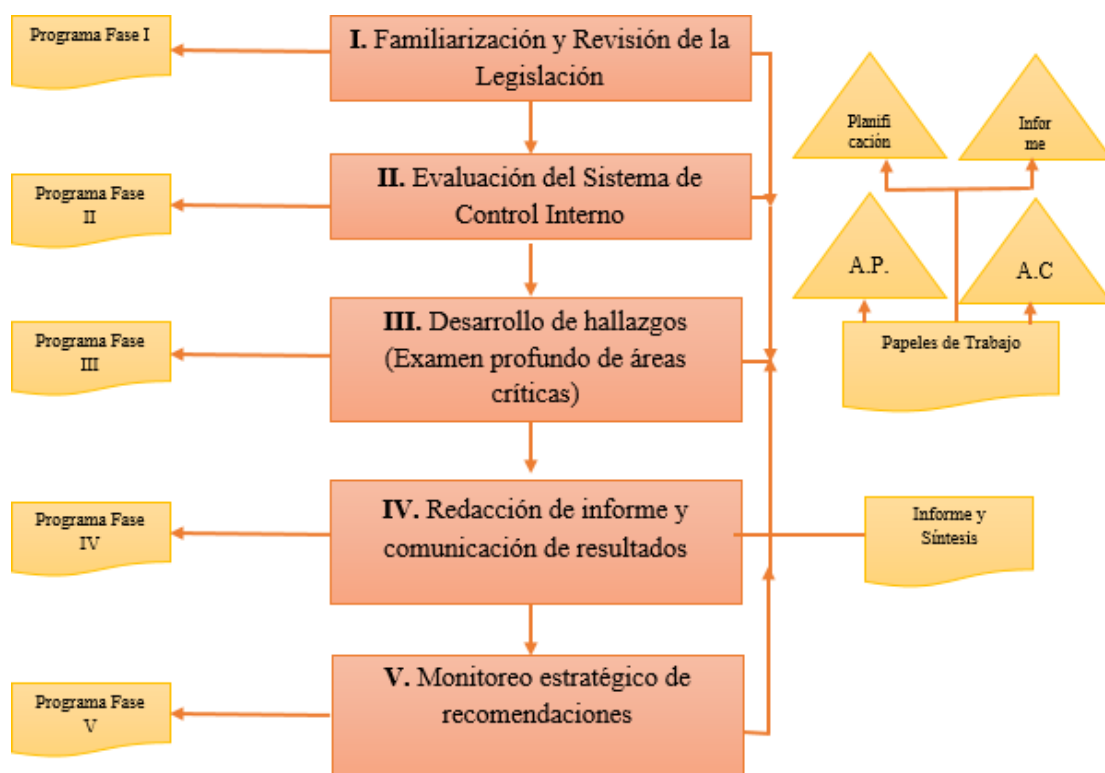 Programa Fase I
I. Familiarización y Revisión de la
Legislación
Planifi
cación
Infor
me
Programa Fase
II
II. Evaluación del Sistema de
Control Interno
A.P.
A.C
Programa Fase
III
III. Desarrollo de hallazgos
(Examen profundo de áreas
críticas)
Papeles de Trabajo
Programa Fase
IV
IV. Redacción de informe y
comunicación de resultados
Informe y
Síntesis
Programa Fase
V
V. Monitoreo estratégico de
recomendaciones